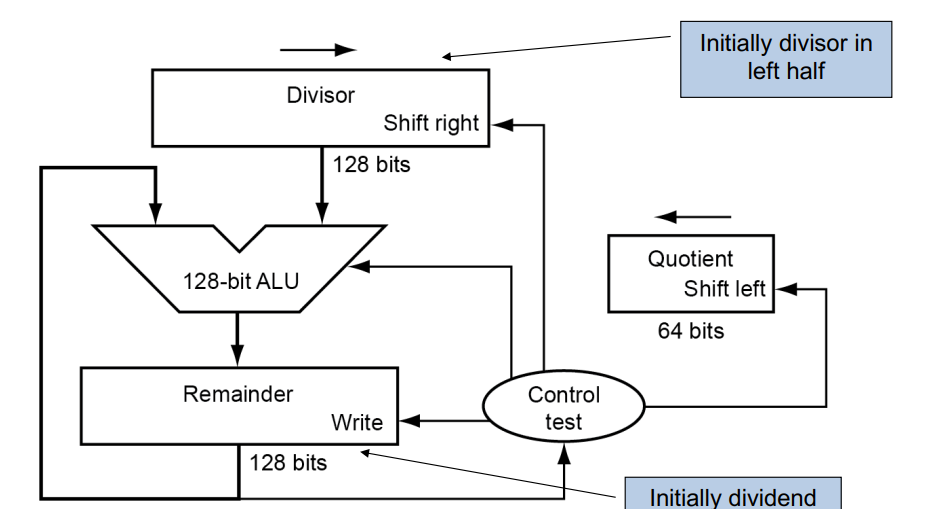 Initially divisor in
left half
Divisor
Shift right
128 bits
Quotient
Shift left
64 bits
128-bit ALU
Remainder
Write
128 bits
Control
test
Initially dividend